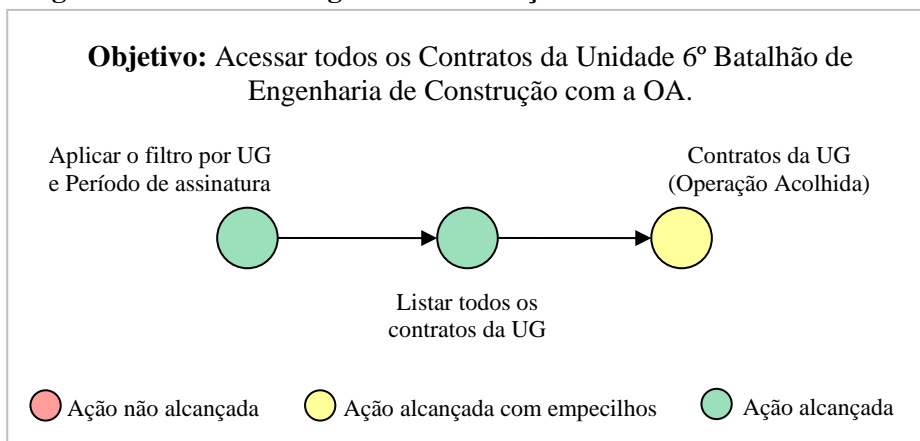 Objetivo: Acessar todos os Contratos da Unidade 6º Batalhão de
Engenharia de Construção com a OA.
Aplicar o filtro por UG
e Período de assinatura
Contratos da UG
(Operação Acolhida)
Listar todos os
contratos da UG
Ação não alcançada
Ação alcançada com empecilhos
Ação alcançada